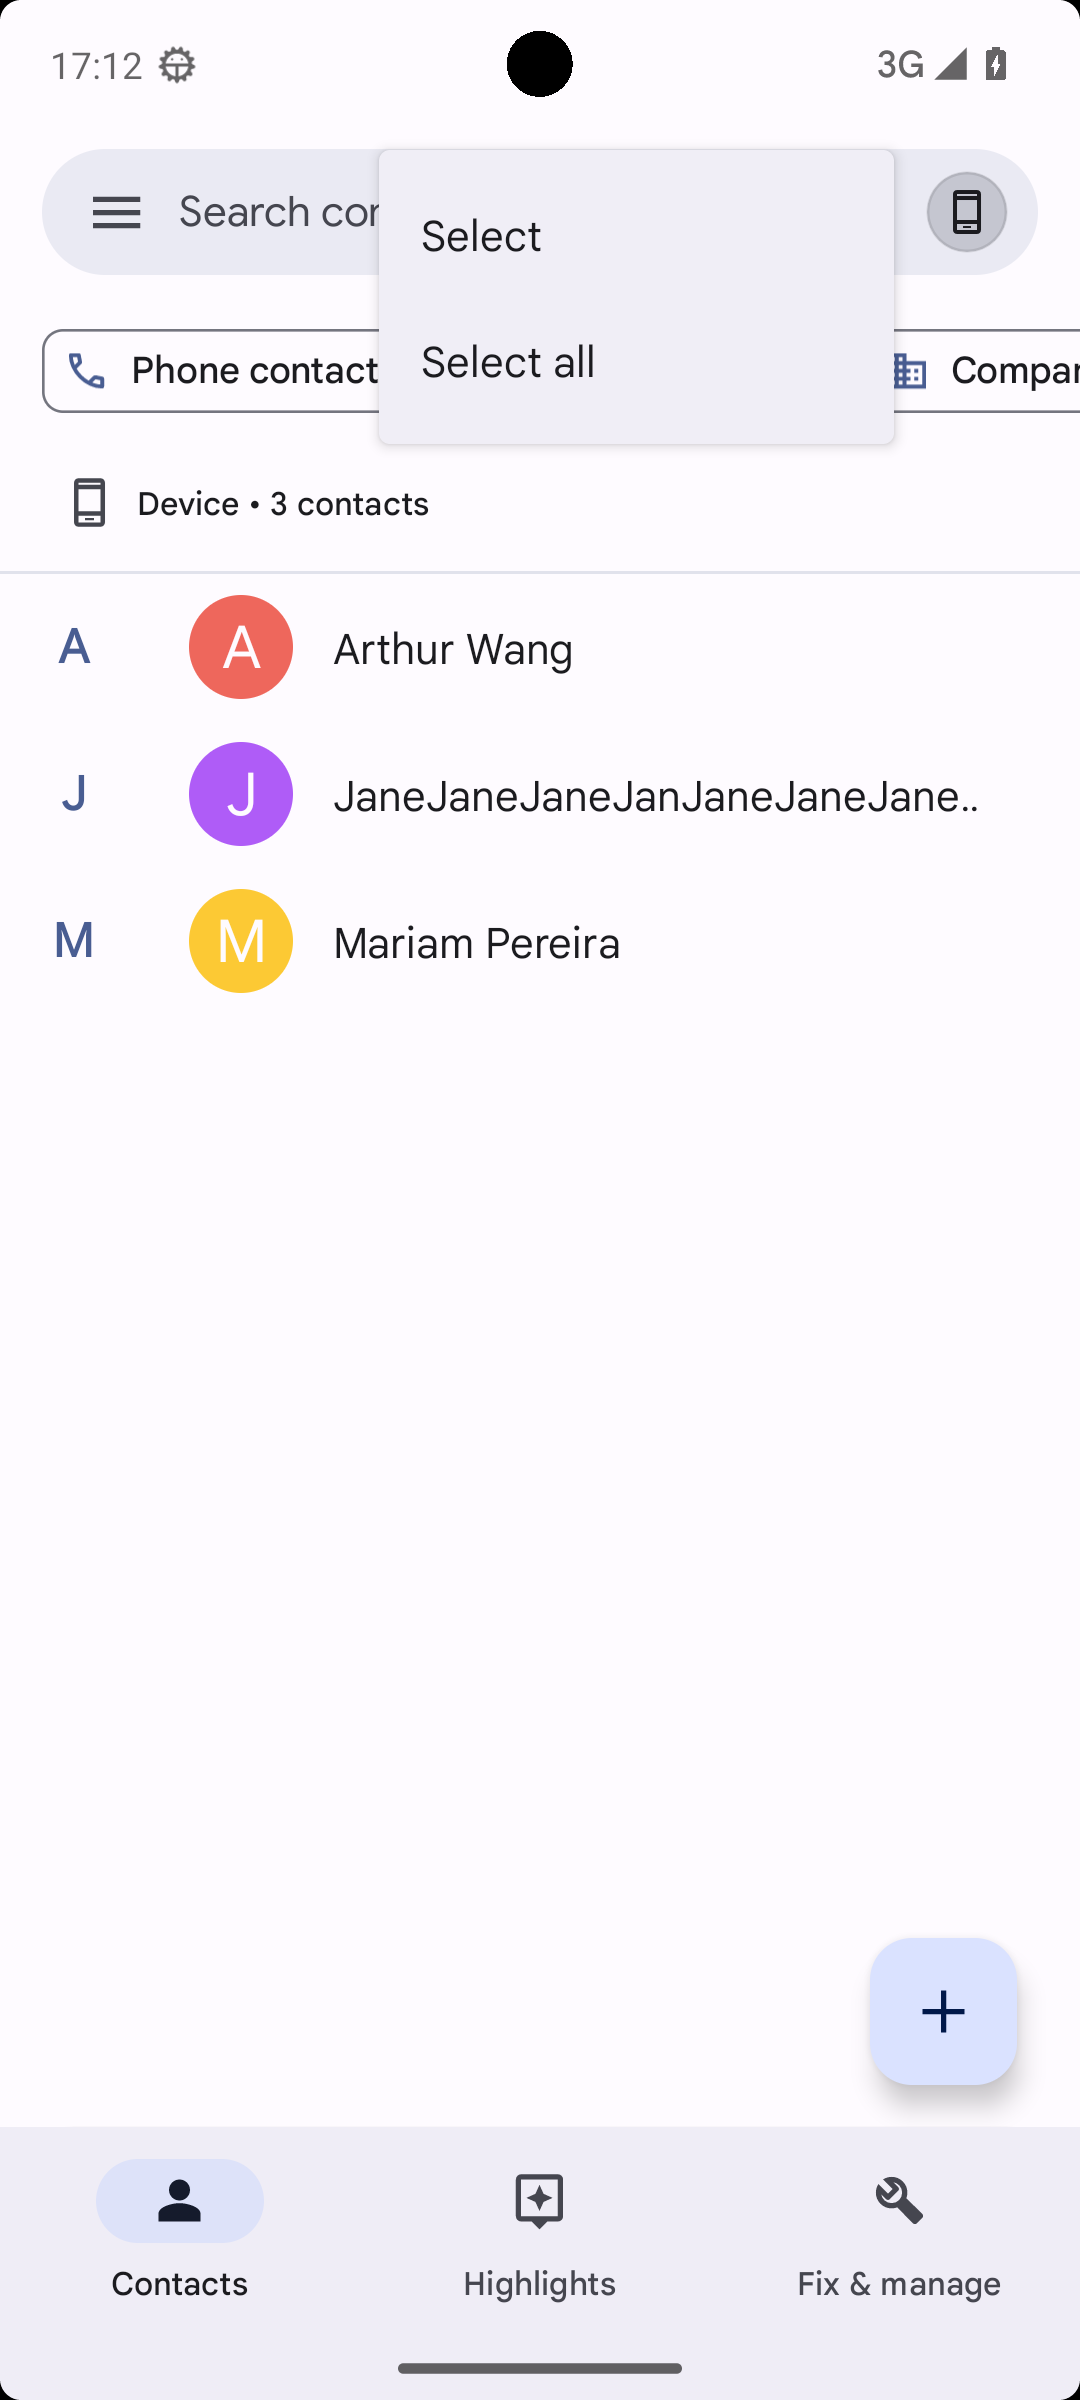 17:12
3G
Search cor
Select
Select all
Phone contact
Compar
Device • 3 contacts
A
A
Arthur Wang
J
J
JaneJaneJaneJanJaneJaneJane..
M
M
Mariam Pereira
Contacts
Highlights
Fix & manage